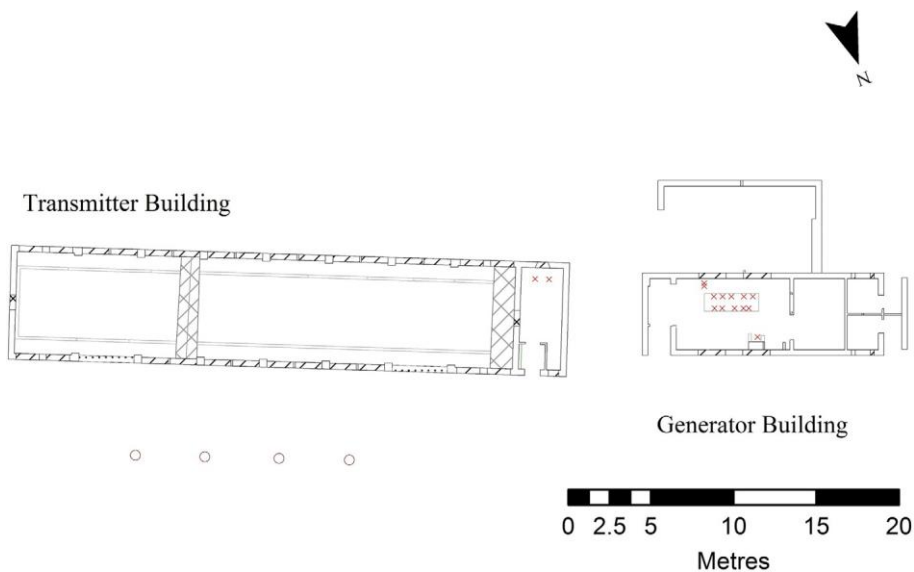 N
Transmitter Building
Generator Building
0 2.5 5 10 15 20
Metres